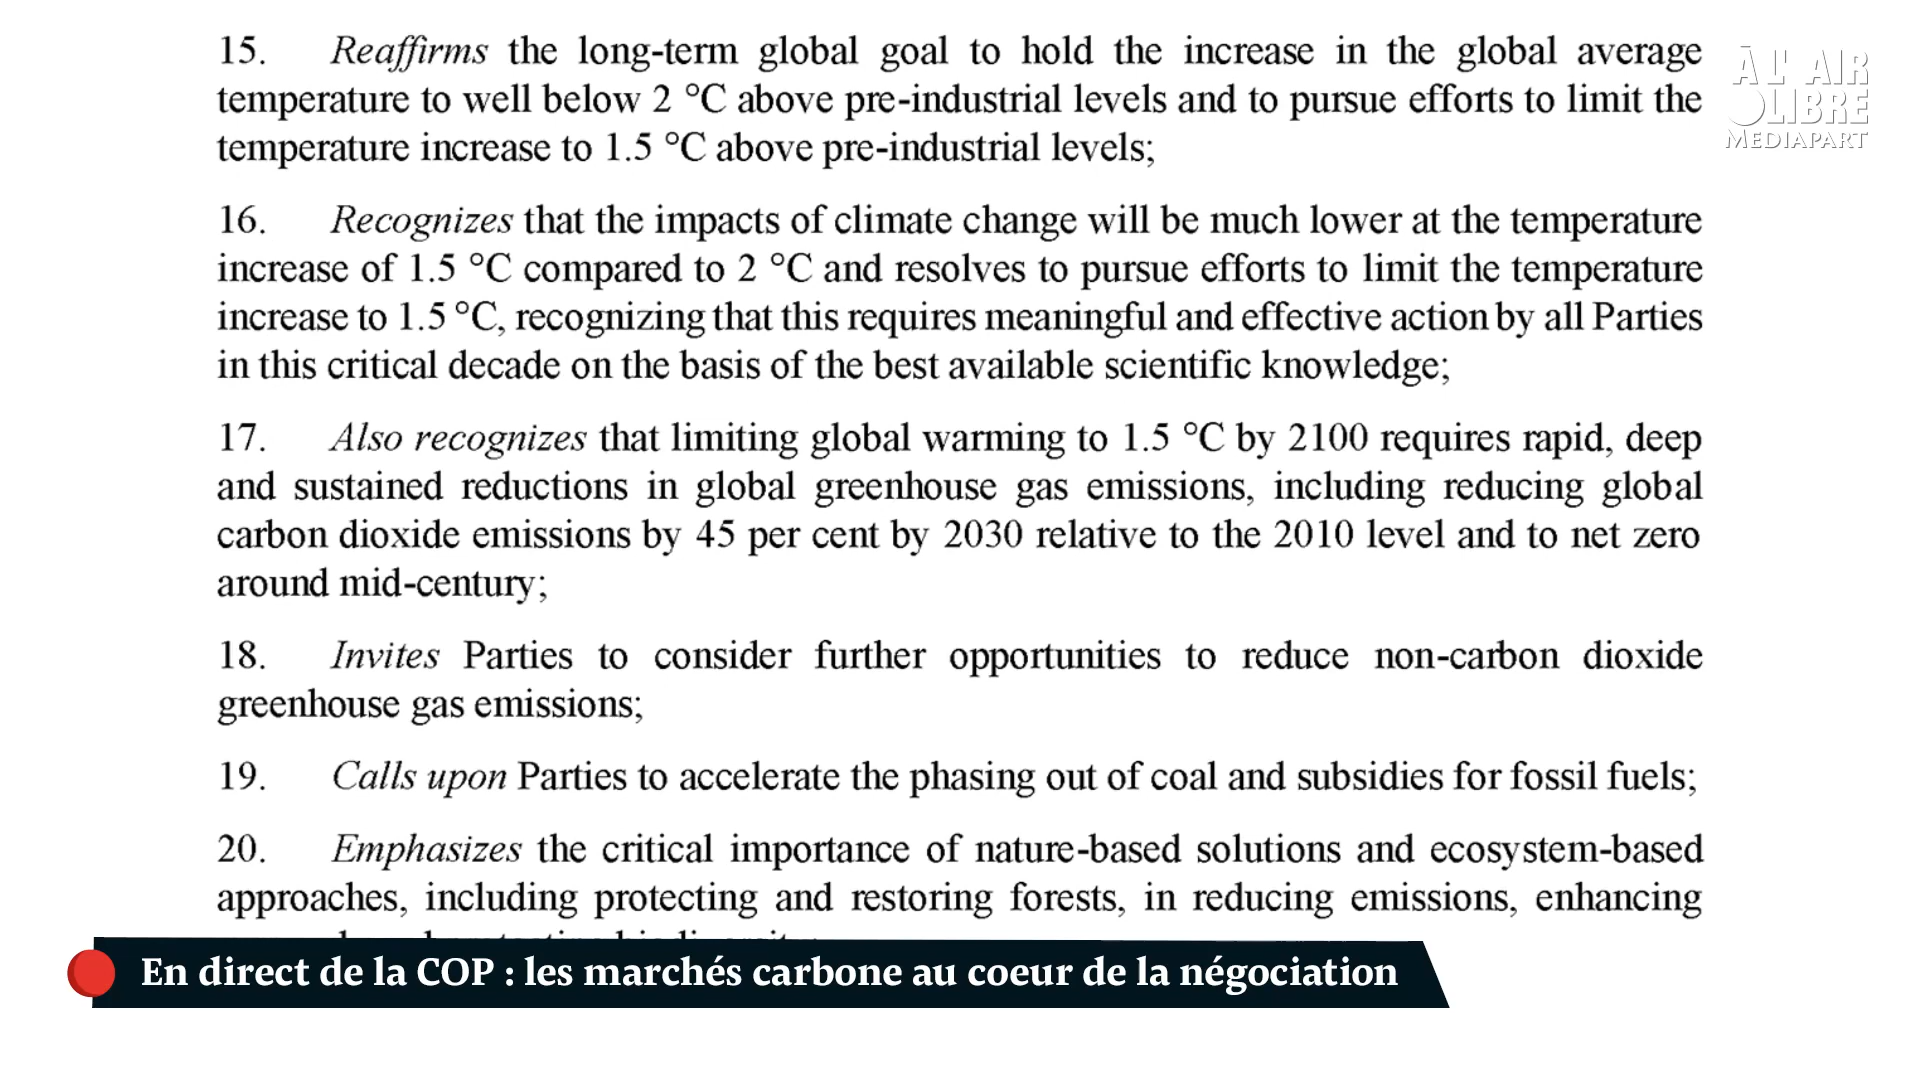 15. Reaffirms the long-term global goal to hold the increase in the global average
temperature to well below 2 °C above pre-industrial levels and to pursue efforts to limit the
temperature increase to 1.5 °C above pre-industrial levels;
16. Recognizes that the impacts of climate change will be much lower at the temperature
increase of 1.5 °C compared to 2 °C and resolves to pursue efforts to limit the temperature
increase to 1.5 °C, recognizing that this requires meaningful and effective action by all Parties
in this critical decade on the basis of the best available scientific knowledge;
17. Also recognizes that limiting global warming to 1.5 °C by 2100 requires rapid, deep
and sustained reductions in global greenhouse gas emissions, including reducing global
carbon dioxide emissions by 45 per cent by 2030 relative to the 2010 level and to net zero
around mid-century;
18. Invites Parties to consider further opportunities to reduce non-carbon dioxide
greenhouse gas emissions;
19. Calls upon Parties to accelerate the phasing out of coal and subsidies for fossil fuels;
20. Emphasizes the critical importance of nature-based solutions and ecosystem-based
approaches, including protecting and restoring forests, in reducing emissions, enhancing
En direct de la COP : les marchés carbone au coeur de la négociation
À L'AIR
LIBRE
MEDIAPART